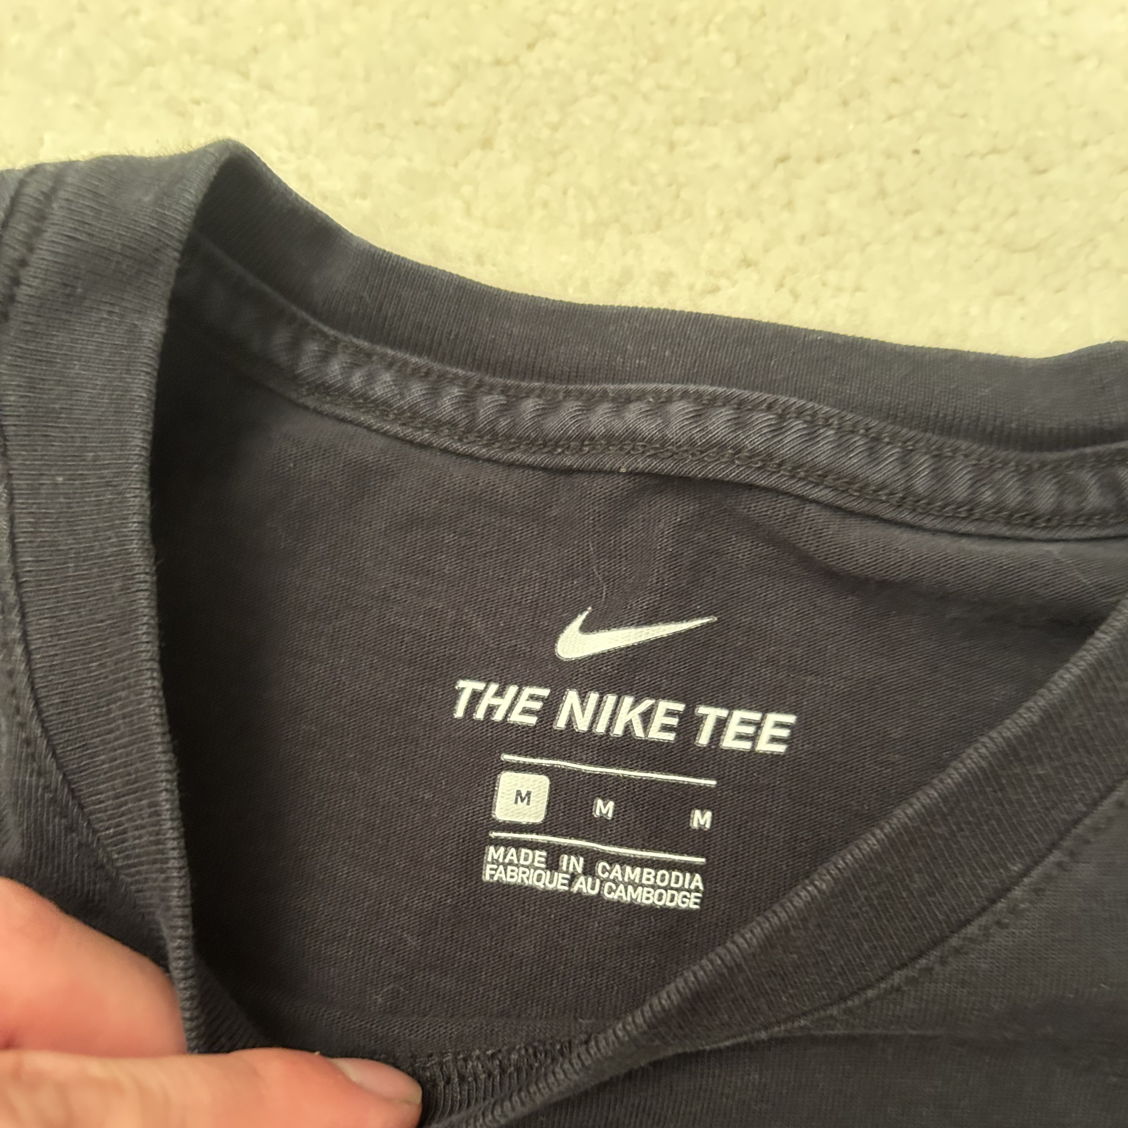 THE NIKE TEE
M M M
MADE IN CAMBODIA
FABRIQUE AU CAMBODGE